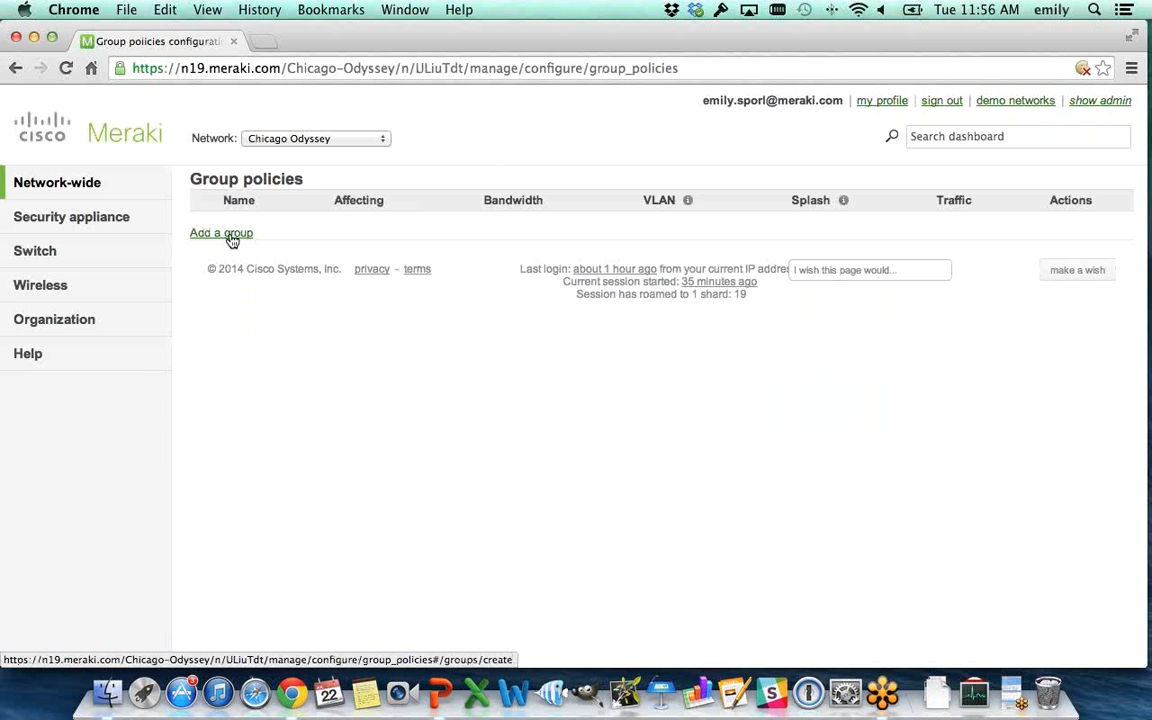 Chrome File Edit View History Bookmarks Window Help Tue 11:56 AM emily
Group policies configurati
https://n19.meraki.com/Chicago-Odyssey/n/ULiuTdt/manage/configure/group_policies
emily.sporl@meraki.com | my profile | sign out | demo networks | show admin
CISCO Meraki
Network: Chicago Odyssey
Search dashboard
Network-wide
Security appliance
Switch
Wireless
Organization
Help
Group policies
Name Affecting Bandwidth VLAN Splash Traffic Actions
Add a group
© 2014 Cisco Systems, Inc. privacy - terms
Last login: about 1 hour ago from your current IP addre
Current session started: 35 minutes ago
Session has roamed to 1 shard: 19
I wish this page would...
make a wish
https://n19.meraki.com/Chicago-Odyssey/n/ULiuTdt/manage/configure/group_policies#/groups/create
22